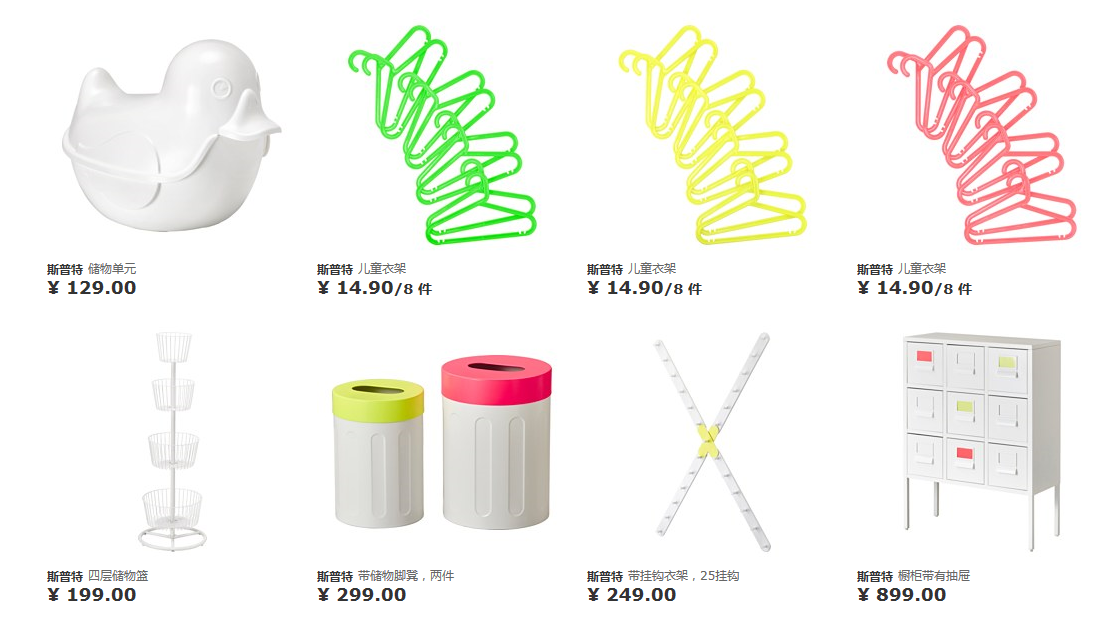 斯普特 储物单元
¥ 129.00
斯普特 儿童衣架
¥ 14.90/8 件
斯普特 儿童衣架
¥ 14.90/8 件
斯普特 儿童衣架
¥ 14.90/8 件
斯普特 四层储物篮
¥ 199.00
斯普特 带储物脚凳，两件
¥ 299.00
斯普特 带挂钩衣架，25挂钩
¥ 249.00
斯普特 橱柜带有抽屉
¥ 899.00